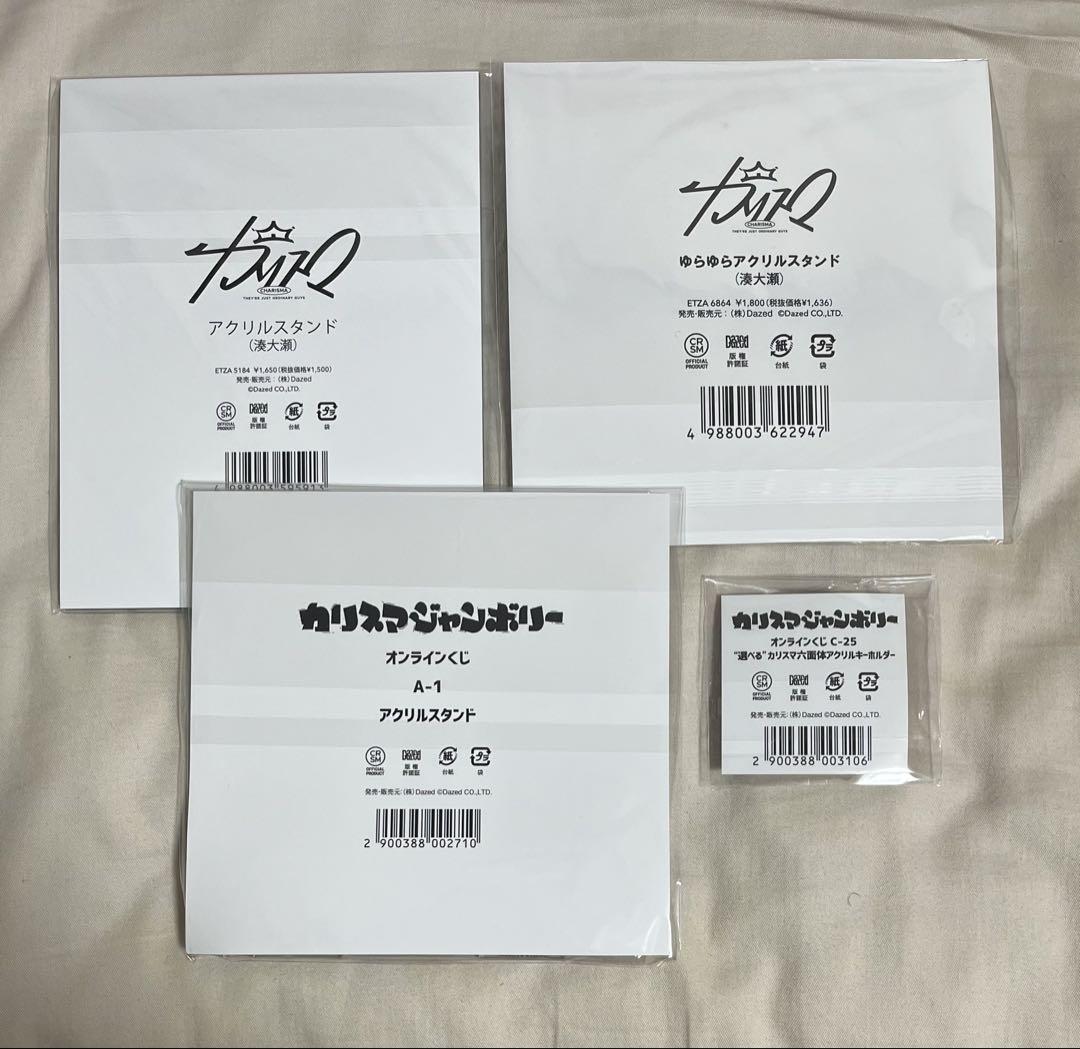 カリスマ
CHARISMA
THEY'RE JUST ORDINARY GUYS
アクリルスタンド
(湊大瀬)
ETZA 5184 ¥1,650(税抜価格¥1,500)
発売・販売元:(株)Dazed
©Dazed CO.,LTD.
CR
SM
OFFICIAL
PRODUCT
Dazed
版権
許諾証
紙
台紙
プラ
袋
4 988003 595913
カリスマ
CHARISMA
THEY'RE JUST ORDINARY GUYS
ゆらゆらアクリルスタンド
(湊大瀬)
ETZA 6864 ¥1,800(税抜価格¥1,636)
発売・販売元:(株)Dazed ©Dazed CO.,LTD.
CR
SM
OFFICIAL
PRODUCT
Dazed
版権
許諾証
紙
台紙
プラ
袋
4 988003 622947
カリスマジャンボリー
オンラインくじ
A-1
アクリルスタンド
CR
SM
OFFICIAL
PRODUCT
Dazed
版権
許諾証
紙
台紙
プラ
袋
発売・販売元:(株)Dazed ©Dazed CO.,LTD.
2 900388 002710
カリスマジャンボリー
オンラインくじ C-25
"選べる"カリスマ六面体アクリルキーホルダー
CR
SM
OFFICIAL
PRODUCT
Dazed
版権
許諾証
紙
台紙
プラ
袋
発売・販売元:(株)Dazed ©Dazed CO.,LTD.
2 900388 003106